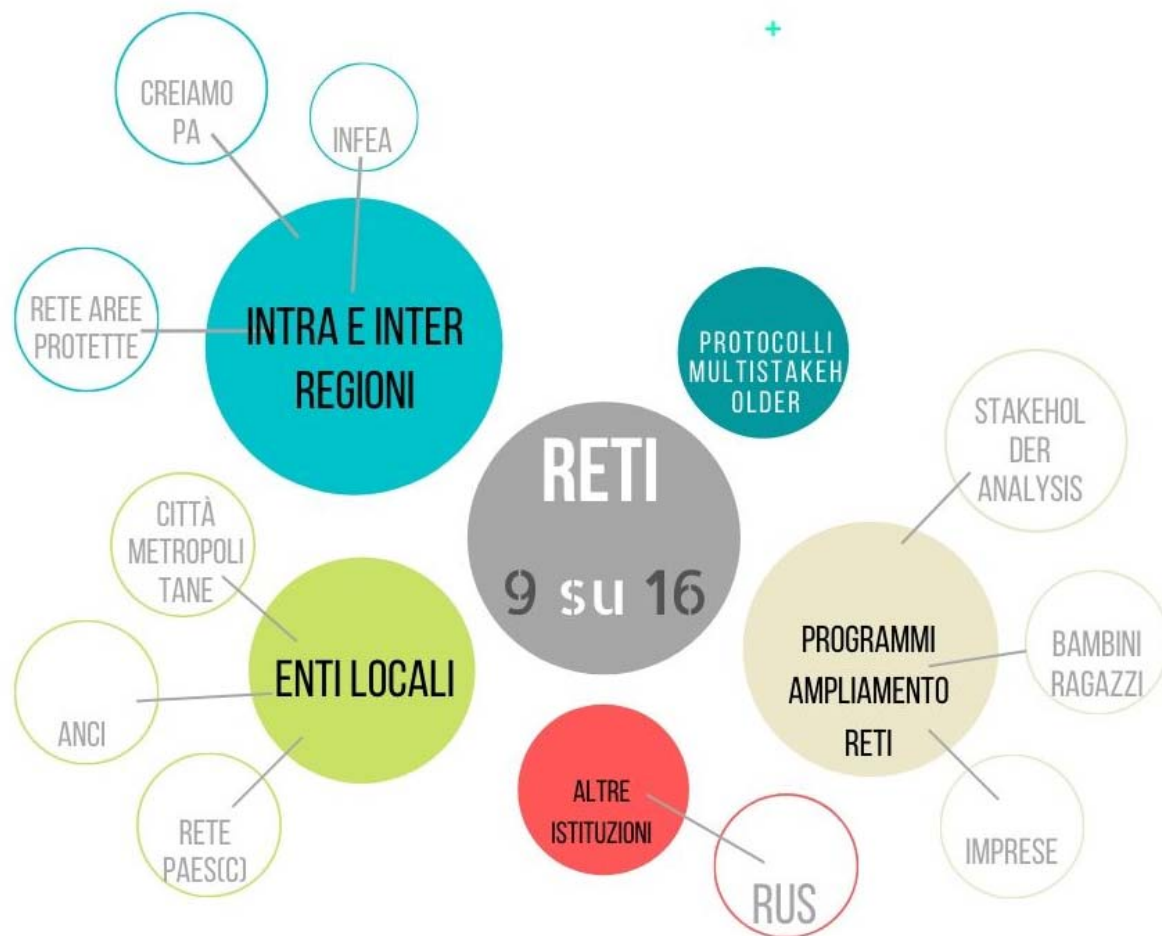 +
CREIAMO
PA
INFEA
RETE AREE
PROTETTE
INTRA E INTER
REGIONI
PROTOCOLLI
MULTISTAKEH
OLDER
STAKEHOL
DER
ANALYSIS
RETI
9 su 16
CITTÀ
METROPOLI
TANE
ENTI LOCALI
ANCI
RETE
PAES(C)
PROGRAMMI
AMPLIAMENTO
RETI
BAMBINI
RAGAZZI
IMPRESE
ALTRE
ISTITUZIONI
RUS